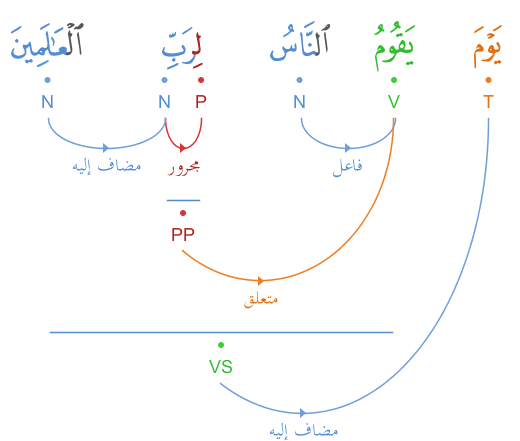 يَوْمَ يَقُومُ ٱلنَّاسُ لِرَبِّ ٱلْعَـٰلَمِينَ
T V N P N N
فاعل مجرور مضاف إليه
PP
متعلق
VS
مضاف إليه